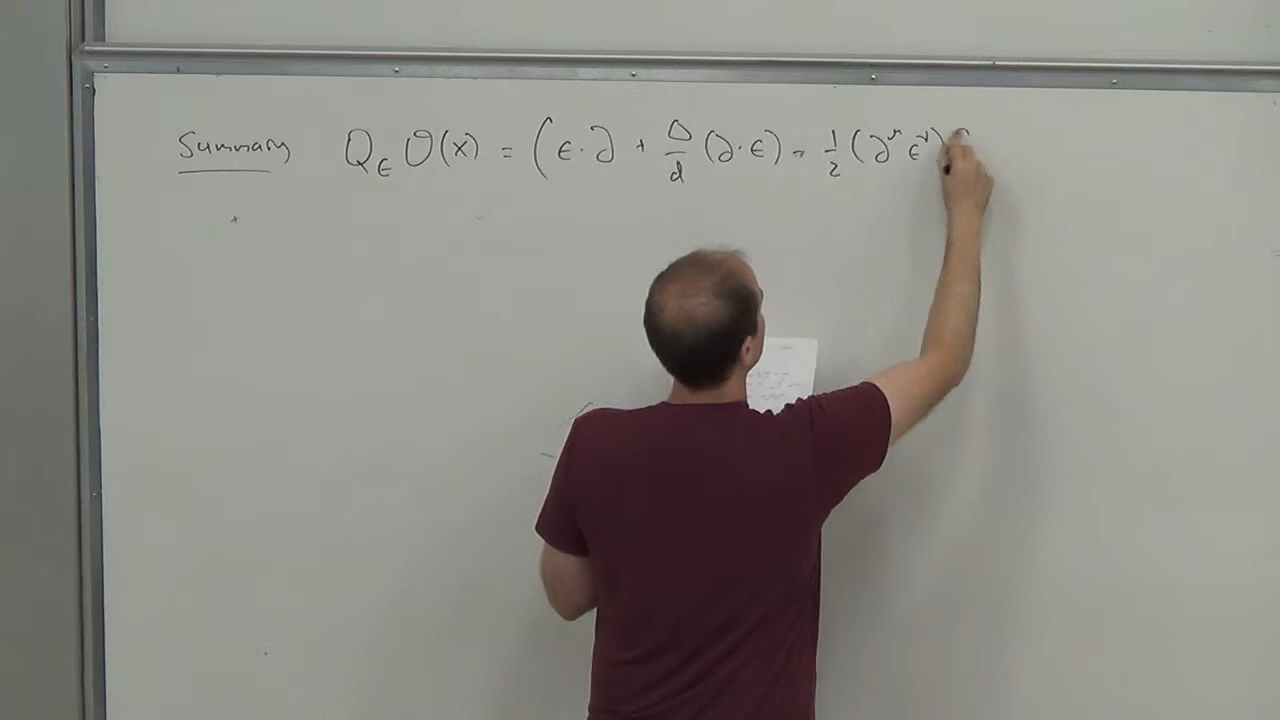 Summary Q_ε O(x) = (ε·∂ + Δ/d (∂·ε) - 1/2 (∂^μ ε^ν)